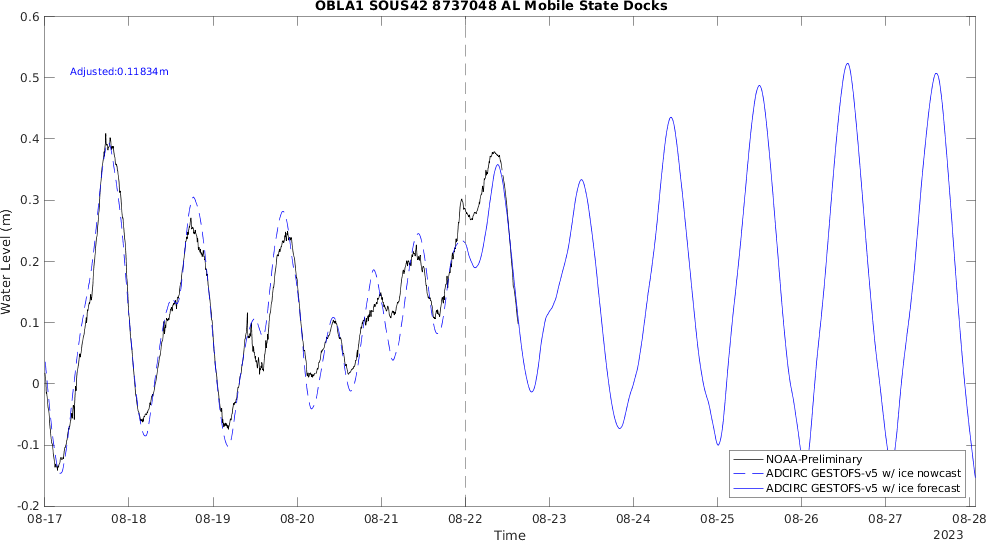 OBLA1 SOUS42 8737048 AL Mobile State Docks
Adjusted:0.11834m
Water Level (m)
0.6
0.5
0.4
0.3
0.2
0.1
0
-0.1
-0.2
NOAA-Preliminary
ADCIRC GESTOFS-v5 w/ ice nowcast
ADCIRC GESTOFS-v5 w/ ice forecast
08-17 08-18 08-19 08-20 08-21 08-22 08-23 08-24 08-25 08-26 08-27 08-28
Time
2023